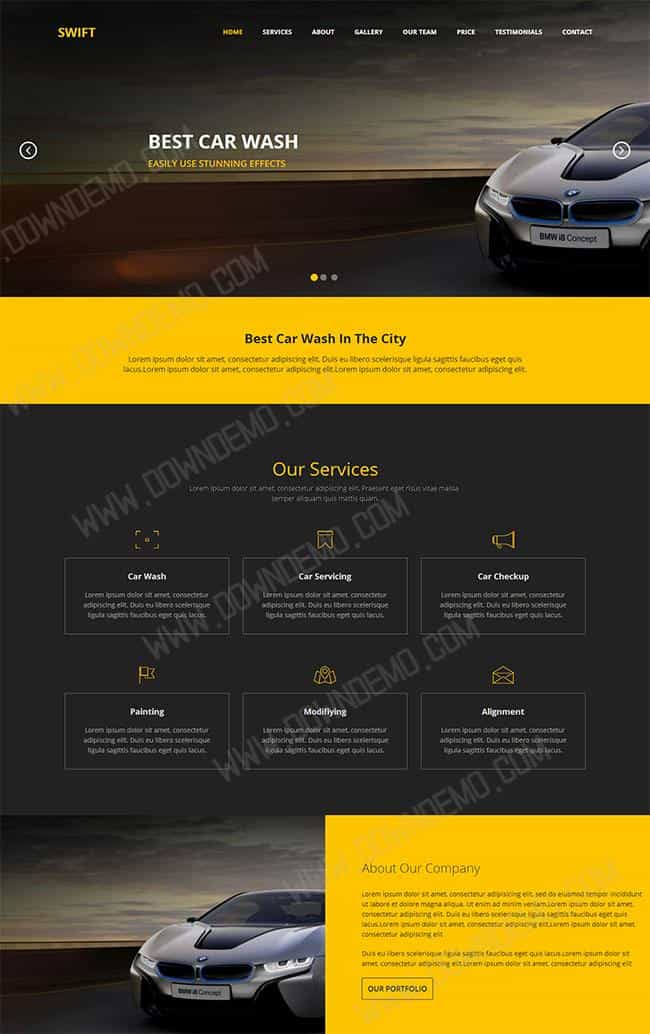 SWIFT
HOME SERVICES ABOUT GALLERY OUR TEAM PRICE TESTIMONIALS CONTACT
BEST CAR WASH
EASILY USE STUNNING EFFECTS
BMW i8 Concept
Best Car Wash In The City
Lorem ipsum dolor sit amet, consectetur adipiscing elit. Duis eu libero scelerisque ligula sagittis faucibus eget quis
lacus.Lorem ipsum dolor sit amet, consectetur adipiscing elit.Lorem ipsum dolor sit amet, consectetur adipiscing elit.
Our Services
Lorem ipsum dolor sit amet, consectetur adipiscing elit. Praesent eget risus vitae massa
semper aliquam quis mattis quam.
Car Wash
Lorem ipsum dolor sit amet, consectetur
adipiscing elit. Duis eu libero scelerisque
ligula sagittis faucibus eget quis lacus.
Car Servicing
Lorem ipsum dolor sit amet, consectetur
adipiscing elit. Duis eu libero scelerisque
ligula sagittis faucibus eget quis lacus.
Car Checkup
Lorem ipsum dolor sit amet, consectetur
adipiscing elit. Duis eu libero scelerisque
ligula sagittis faucibus eget quis lacus.
Painting
Lorem ipsum dolor sit amet, consectetur
adipiscing elit. Duis eu libero scelerisque
ligula sagittis faucibus eget quis lacus.
Modifiying
Lorem ipsum dolor sit amet, consectetur
adipiscing elit. Duis eu libero scelerisque
ligula sagittis faucibus eget quis lacus.
Alignment
Lorem ipsum dolor sit amet, consectetur
adipiscing elit. Duis eu libero scelerisque
ligula sagittis faucibus eget quis lacus.
BMW i8 Concept
About Our Company
Lorem ipsum dolor sit amet, consectetur adipiscing elit, sed do eiusmod tempor incididunt
ut labore et dolore magna aliqua. Ut enim ad minim veniam,Lorem ipsum dolor sit amet,
consectetur adipiscing elit. Duis eu libero scelerisque ligula sagittis faucibus eget quis
lacus.Lorem ipsum dolor sit amet, consectetur adipiscing elit.Lorem ipsum dolor sit amet,
consectetur adipiscing elit
Duis eu libero scelerisque ligula sagittis faucibus eget quis lacus.Lorem ipsum dolor sit
amet, consectetur adipiscing elit.Lorem ipsum dolor sit amet, consectetur adipiscing elit
OUR PORTFOLIO
.DOWNDEMO.COM
WWW.DOWNDEMO.COM
WWW.DOWNDEMO.COM
WWW.DOWNDEMO.COM
WWW.DOWNDEMO.COM